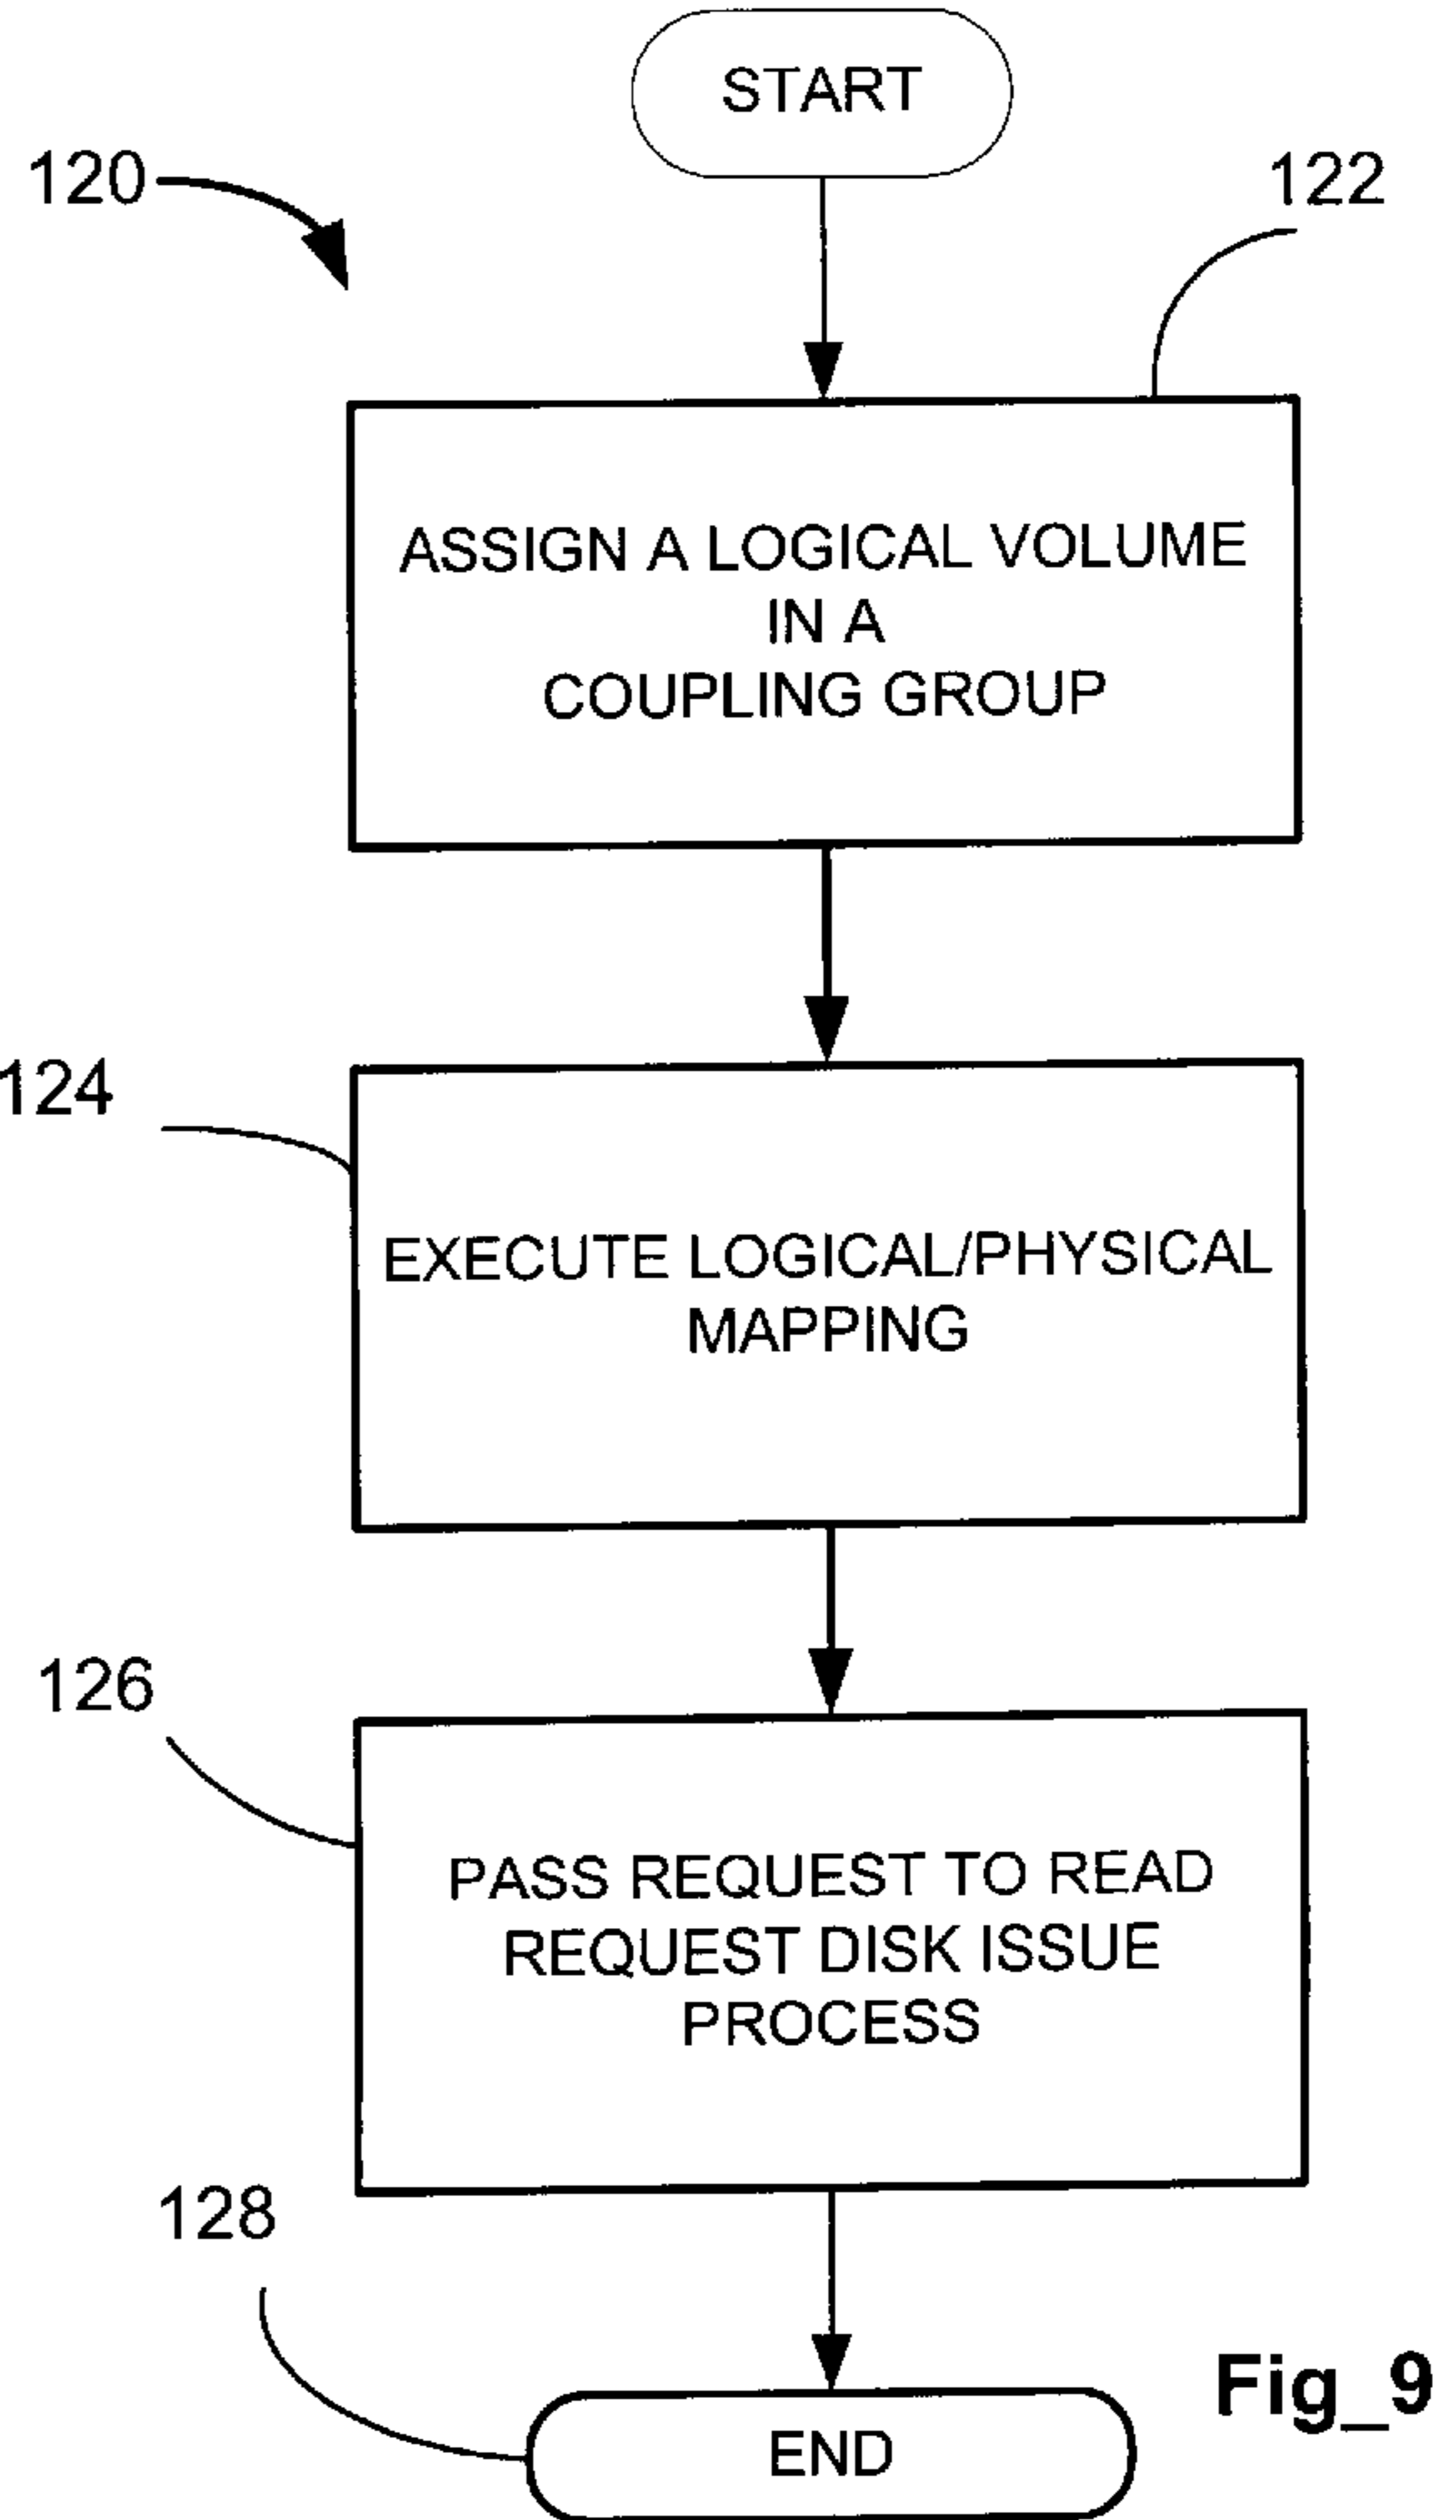 START
120
122
ASSIGN A LOGICAL VOLUME
IN A
COUPLING GROUP
124
EXECUTE LOGICAL/PHYSICAL
MAPPING
126
PASS REQUEST TO READ
REQUEST DISK ISSUE
PROCESS
128
Fig_9
END